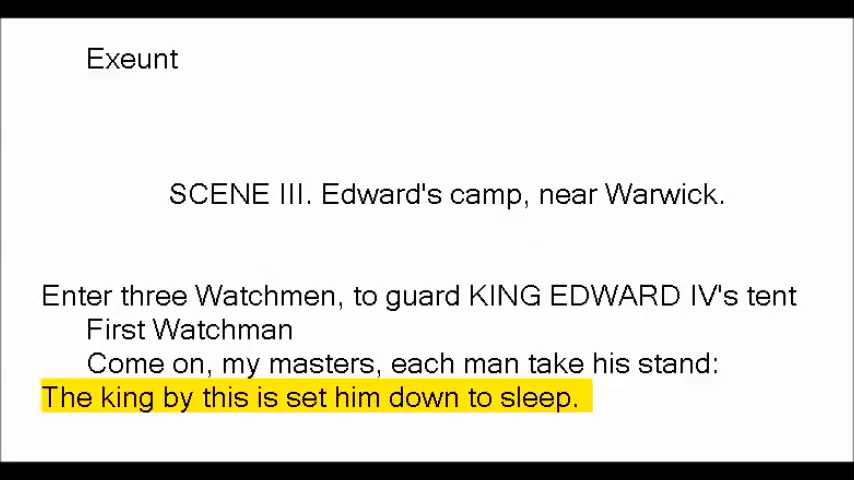 Exeunt
SCENE III. Edward's camp, near Warwick.
Enter three Watchmen, to guard KING EDWARD IV's tent
First Watchman
Come on, my masters, each man take his stand:
The king by this is set him down to sleep.